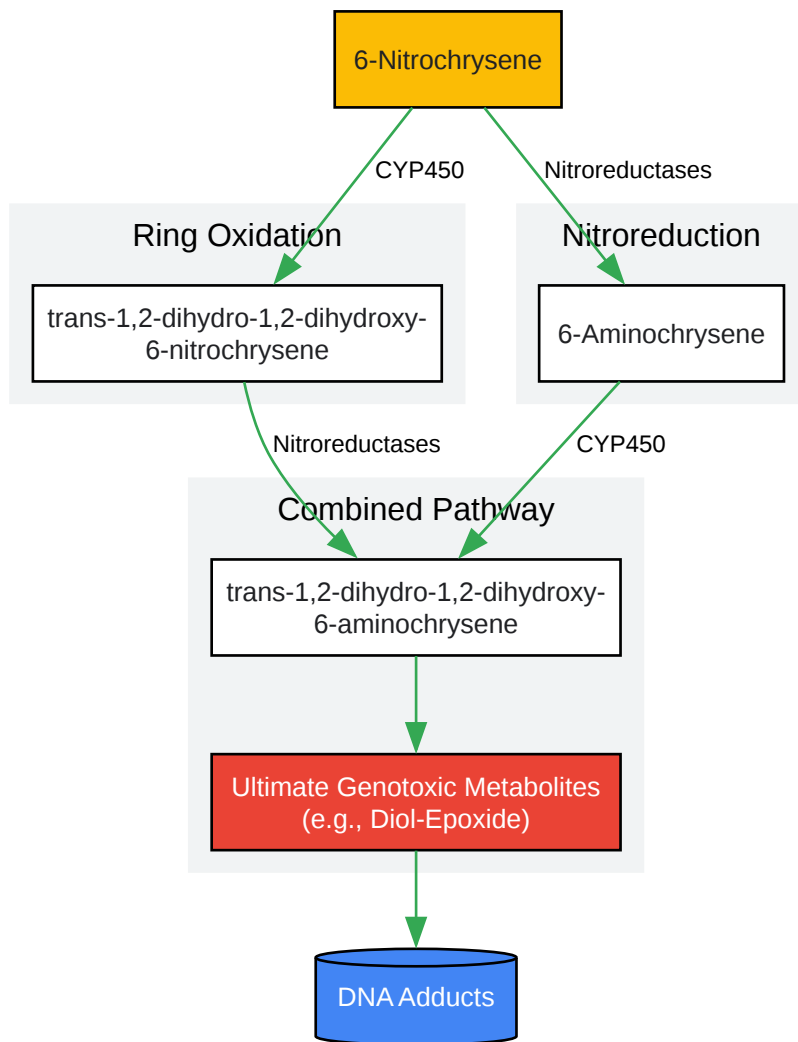 6-Nitrochrysene
CYP450
Nitroreductases
Ring Oxidation
Nitroreduction
trans-1,2-dihydro-1,2-dihydroxy-
6-nitrochrysene
6-Aminochrysene
Nitroreductases
CYP450
Combined Pathway
trans-1,2-dihydro-1,2-dihydroxy-
6-aminochrysene
Ultimate Genotoxic Metabolites
(e.g., Diol-Epoxide)
DNA Adducts